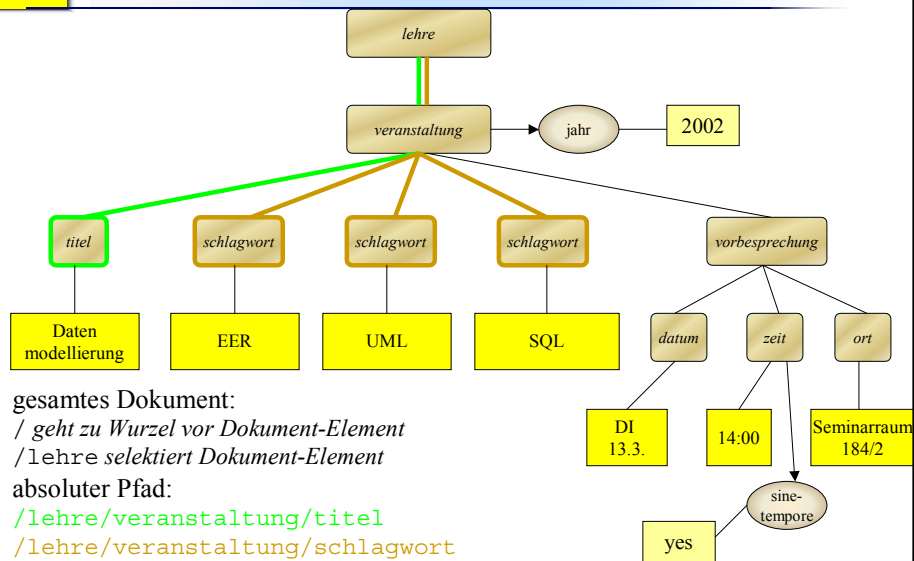 lehre
veranstaltung
jahr
2002
titel
schlagwort
schlagwort
schlagwort
vorbesprechung
Daten
modellierung
EER
UML
SQL
datum
zeit
ort
DI
13.3.
14:00
Seminarraum
184/2
sine-
tempore
yes
gesamtes Dokument:
/ geht zu Wurzel vor Dokument-Element
/lehre selektiert Dokument-Element
absoluter Pfad:
/lehre/veranstaltung/titel
/lehre/veranstaltung/schlagwort